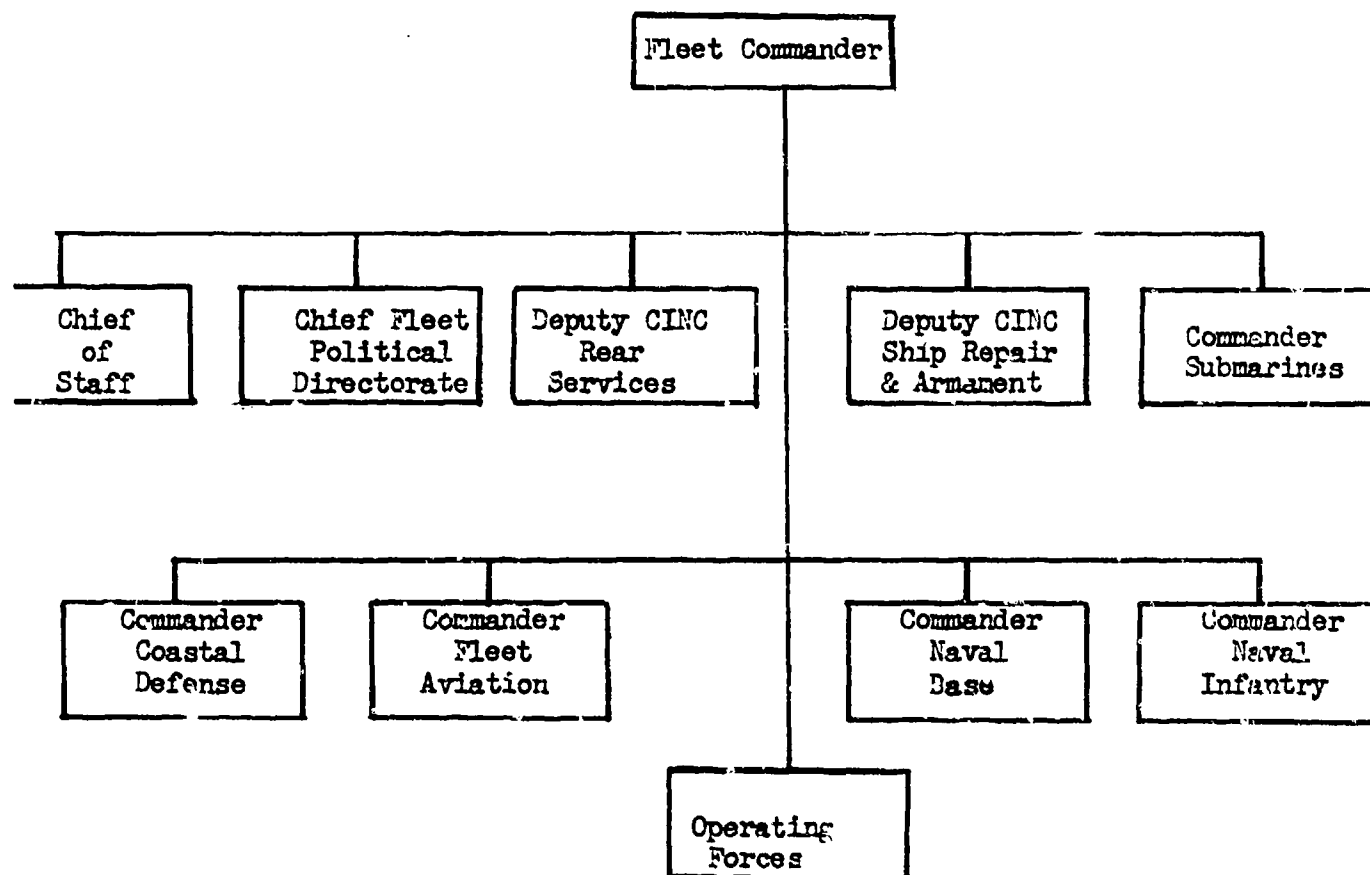 Fleet Commander
Chief
of
Staff
Chief Fleet
Political
Directorate
Deputy CINC
Rear
Services
Deputy CINC
Ship Repair
& Armament
Commander
Submarines
Commander
Coastal
Defense
Commander
Fleet
Aviation
Commander
Naval
Base
Commander
Naval
Infantry
Operating
Forces